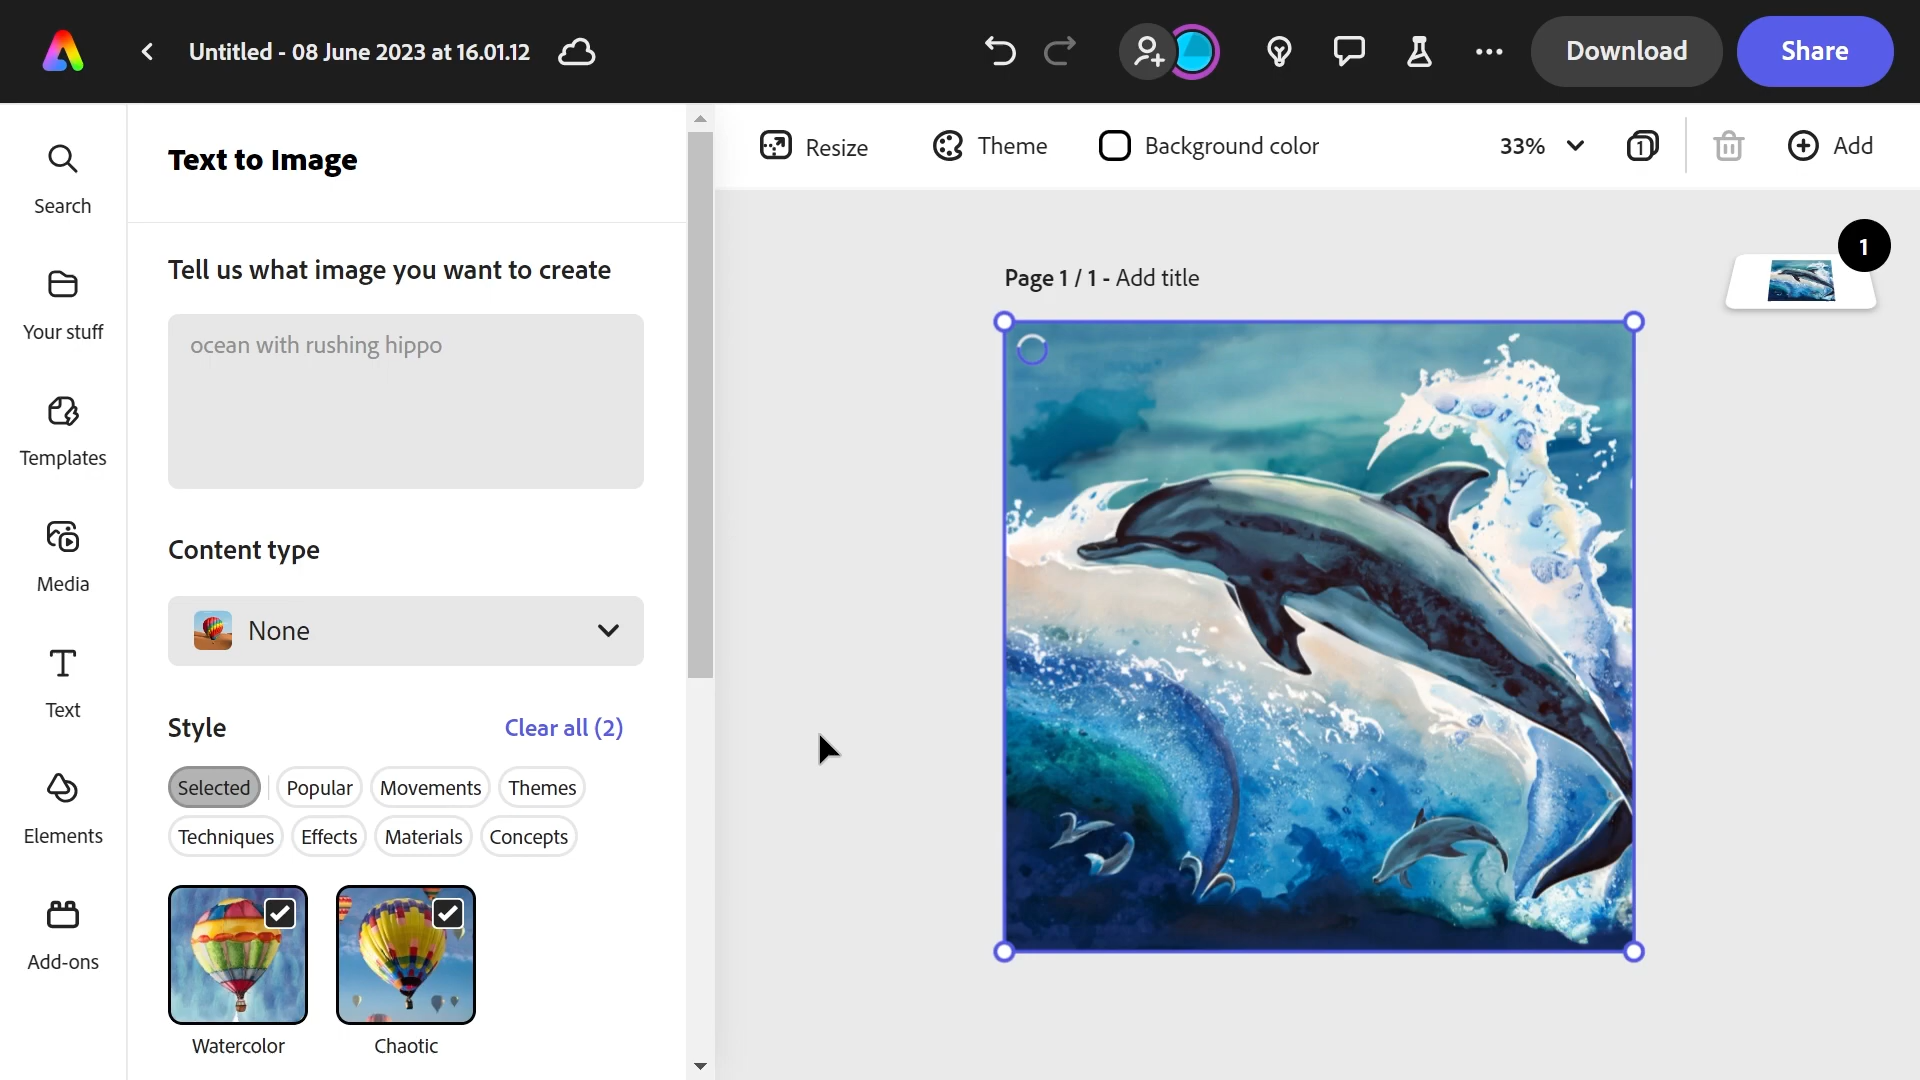 Untitled - 08 June 2023 at 16.01.12
Download
Share
Search
Your stuff
Templates
Media
Text
Elements
Add-ons
Text to Image
Tell us what image you want to create
ocean with rushing hippo
Content type
None
Style
Clear all (2)
Selected
Popular
Movements
Themes
Techniques
Effects
Materials
Concepts
Watercolor
Chaotic
Resize
Theme
Background color
33%
1
Add
Page 1 / 1 - Add title
1